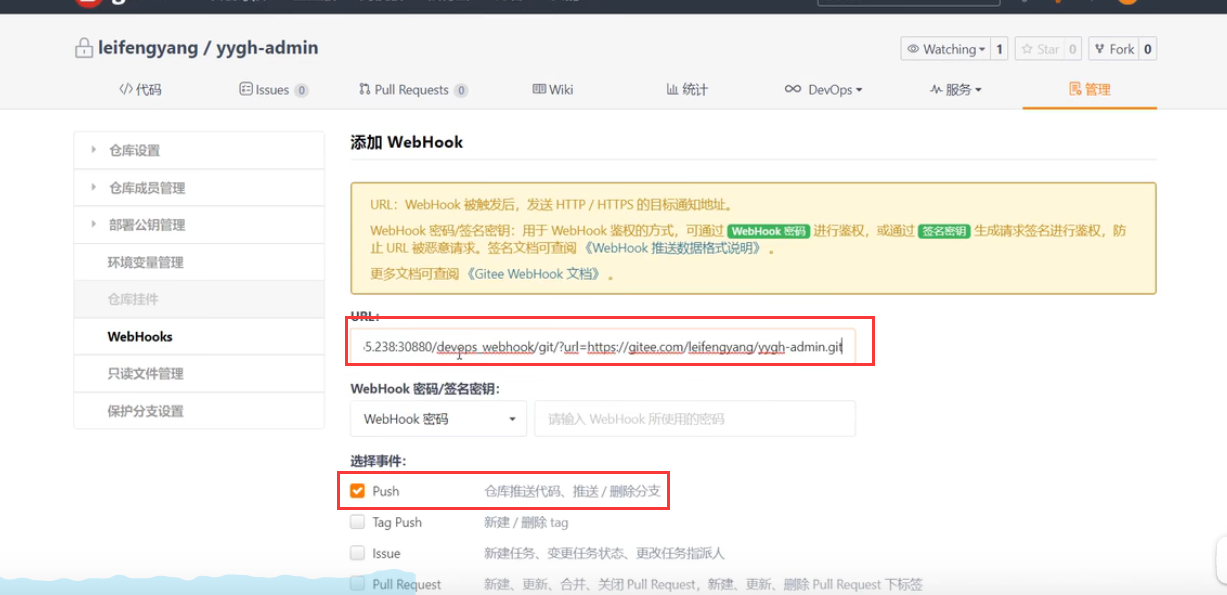 leifengyang / yygh-admin
Watching 1 Star 0 Fork 0
</> 代码 Issues 0 Pull Requests 0 Wiki 统计 DevOps 服务 管理
仓库设置
仓库成员管理
部署公钥管理
环境变量管理
仓库挂件
WebHooks
只读文件管理
保护分支设置
添加 WebHook
URL：WebHook 被触发后，发送 HTTP / HTTPS 的目标通知地址。
WebHook 密码/签名密钥：用于 WebHook 鉴权的方式，可通过 WebHook 密码 进行鉴权，或通过 签名密钥 生成请求签名进行鉴权，防
止 URL 被恶意请求。签名文档可查阅 《WebHook 推送数据格式说明》 。
更多文档可查阅 《Gitee WebHook 文档》 。
URL:
5.238:30880/devops_webhook/git/?url=https://gitee.com/leifengyang/yygh-admin.git
WebHook 密码/签名密钥：
WebHook 密码 请输入 WebHook 所使用的密码
选择事件：
Push 仓库推送代码、推送 / 删除分支
Tag Push 新建 / 删除 tag
Issue 新建任务、变更任务状态、更改任务指派人
Pull Request 新建、更新、合并、关闭 Pull Request，新建、更新、删除 Pull Request 下标签